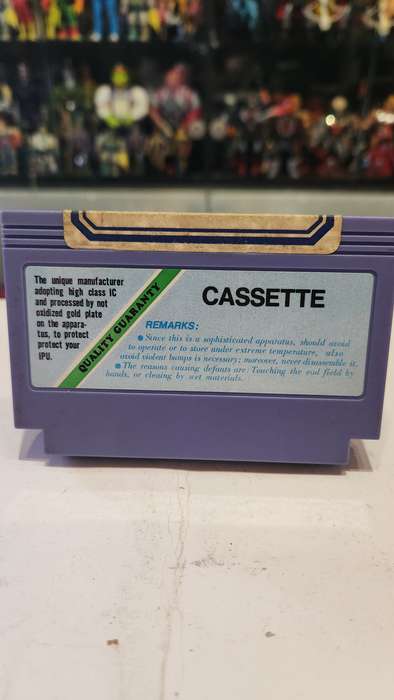 The unique manufacturer
adopting high class IC
and processed by not
oxidized gold plate
on the appara-
tus, to protect
protect your
IPU.
QUALITY GUARANTY
CASSETTE
REMARKS:
● Since this is a sophisticated apparatus, should avoid
to operate or to store under extreme temperature, also
avoid violent bumps is necessary; moreover, never disassemble it.
● The reasons causing defaults are: Touching the end field by
hands, or cleaning by wet materials.